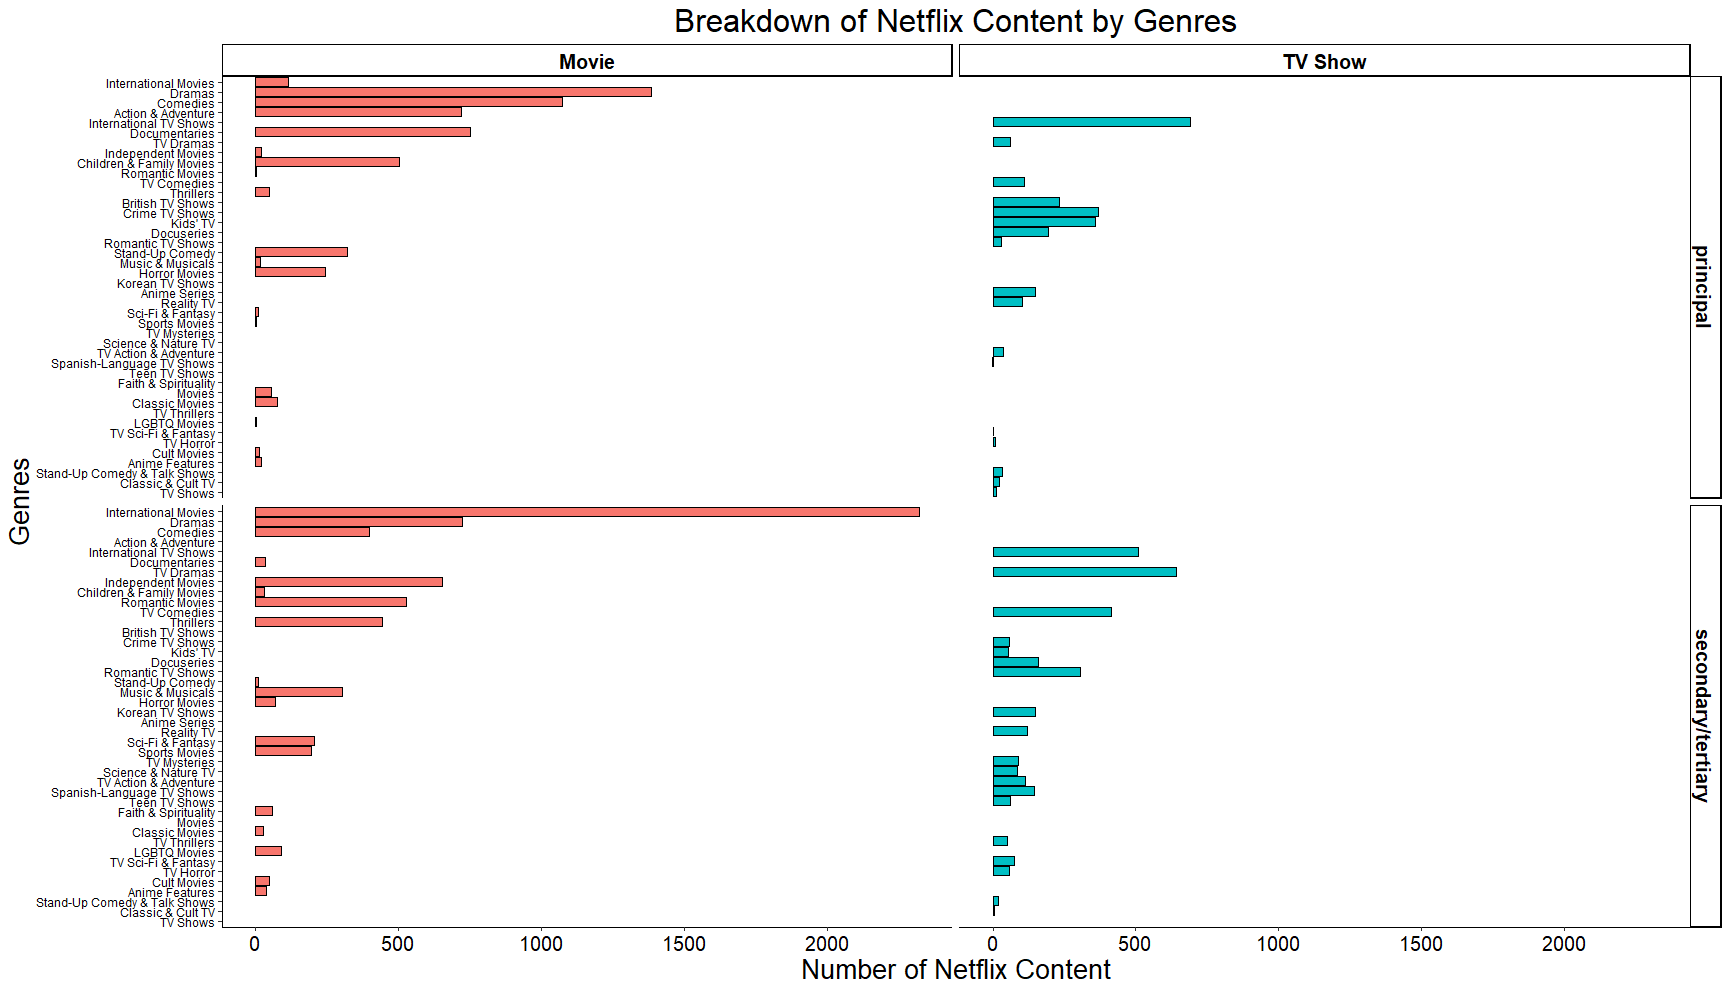 Breakdown of Netflix Content by Genres
Movie
TV Show
Genres
International Movies
Dramas
Comedies
Action & Adventure
International TV Shows
Documentaries
TV Dramas
Independent Movies
Children & Family Movies
Romantic Movies
TV Comedies
Thrillers
British TV Shows
Crime TV Shows
Kids' TV
Docuseries
Romantic TV Shows
Stand-Up Comedy
Music & Musicals
Horror Movies
Korean TV Shows
Anime Series
Reality TV
Sci-Fi & Fantasy
Sports Movies
TV Mysteries
Science & Nature TV
TV Action & Adventure
Spanish-Language TV Shows
Teen TV Shows
Faith & Spirituality
Movies
Classic Movies
TV Thrillers
LGBTQ Movies
TV Sci-Fi & Fantasy
TV Horror
Cult Movies
Anime Features
Stand-Up Comedy & Talk Shows
Classic & Cult TV
TV Shows
principal
International Movies
Dramas
Comedies
Action & Adventure
International TV Shows
Documentaries
TV Dramas
Independent Movies
Children & Family Movies
Romantic Movies
TV Comedies
Thrillers
British TV Shows
Crime TV Shows
Kids' TV
Docuseries
Romantic TV Shows
Stand-Up Comedy
Music & Musicals
Horror Movies
Korean TV Shows
Anime Series
Reality TV
Sci-Fi & Fantasy
Sports Movies
TV Mysteries
Science & Nature TV
TV Action & Adventure
Spanish-Language TV Shows
Teen TV Shows
Faith & Spirituality
Movies
Classic Movies
TV Thrillers
LGBTQ Movies
TV Sci-Fi & Fantasy
TV Horror
Cult Movies
Anime Features
Stand-Up Comedy & Talk Shows
Classic & Cult TV
TV Shows
secondary/tertiary
0 500 1000 1500 2000
0 500 1000 1500 2000
Number of Netflix Content